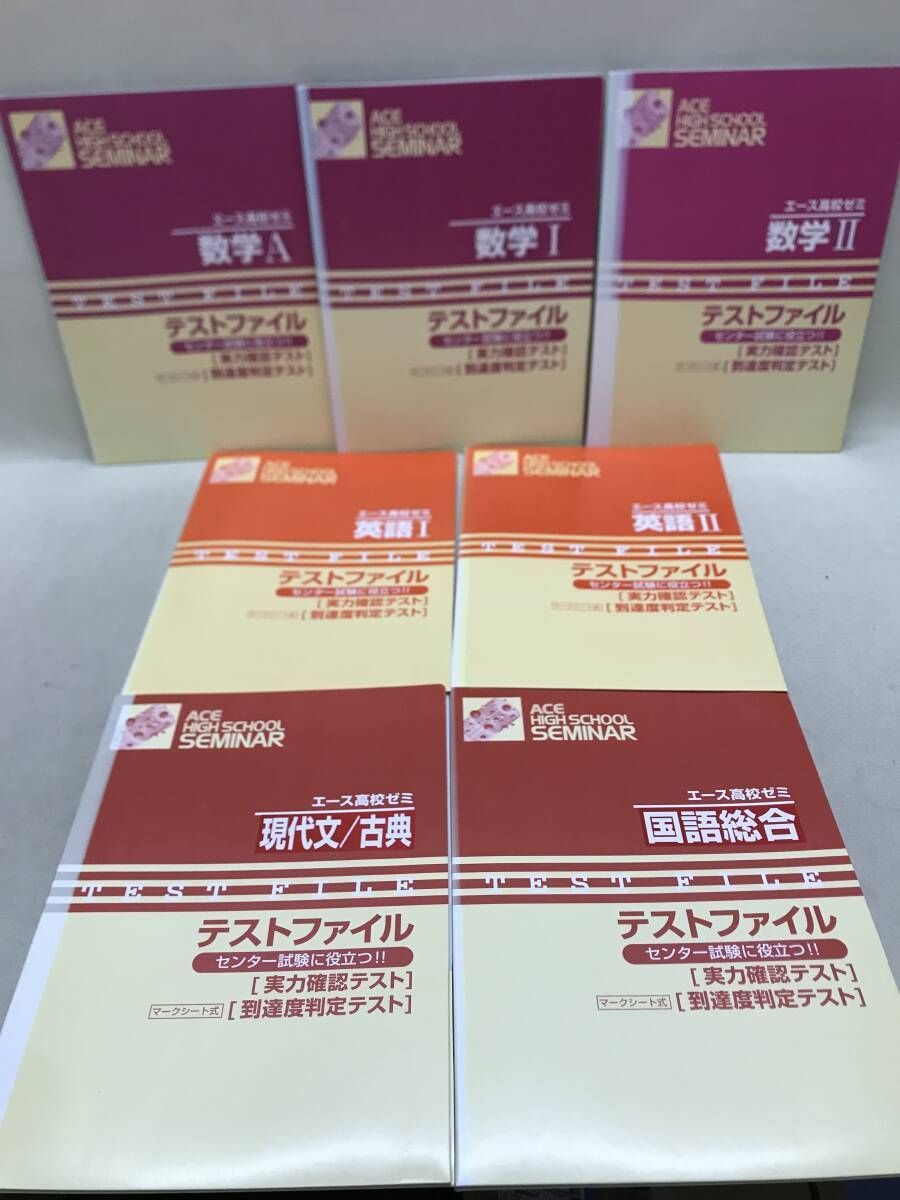 ACE
HIGH SCHOOL
SEMINAR
エース高校ゼミ
数学A
TEST FILE
テストファイル
センター試験に役立つ!!
[実力確認テスト]
[到達度判定テスト]
ACE
HIGH SCHOOL
SEMINAR
エース高校ゼミ
数学I
TEST FILE
テストファイル
センター試験に役立つ!!
[実力確認テスト]
[到達度判定テスト]
ACE
HIGH SCHOOL
SEMINAR
エース高校ゼミ
数学II
TEST FILE
テストファイル
センター試験に役立つ!!
[実力確認テスト]
[到達度判定テスト]
ACE
HIGH SCHOOL
SEMINAR
エース高校ゼミ
英語I
TEST FILE
テストファイル
センター試験に役立つ!!
[実力確認テスト]
[到達度判定テスト]
ACE
HIGH SCHOOL
SEMINAR
エース高校ゼミ
英語II
TEST FILE
テストファイル
センター試験に役立つ!!
[実力確認テスト]
[到達度判定テスト]
ACE
HIGH SCHOOL
SEMINAR
エース高校ゼミ
現代文/古典
TEST FILE
テストファイル
センター試験に役立つ!!
[実力確認テスト]
マークシート式 [到達度判定テスト]
ACE
HIGH SCHOOL
SEMINAR
エース高校ゼミ
国語総合
TEST FILE
テストファイル
センター試験に役立つ!!
[実力確認テスト]
マークシート式 [到達度判定テスト]